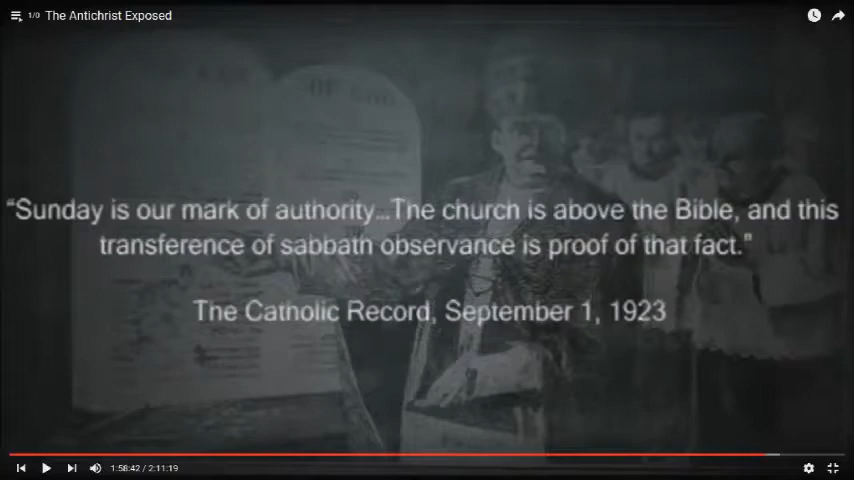 1/0 The Antichrist Exposed
OF GOD
“Sunday is our mark of authority...The church is above the Bible, and this
transference of sabbath observance is proof of that fact.”
The Catholic Record, September 1, 1923
1:58:42 / 2:11:19